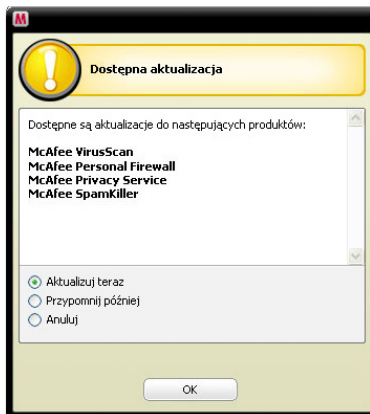 M
Dostępna aktualizacja
Dostępne są aktualizacje do następujących produktów:
McAfee VirusScan
McAfee Personal Firewall
McAfee Privacy Service
McAfee SpamKiller
Aktualizuj teraz
Przypomnij później
Anuluj
OK